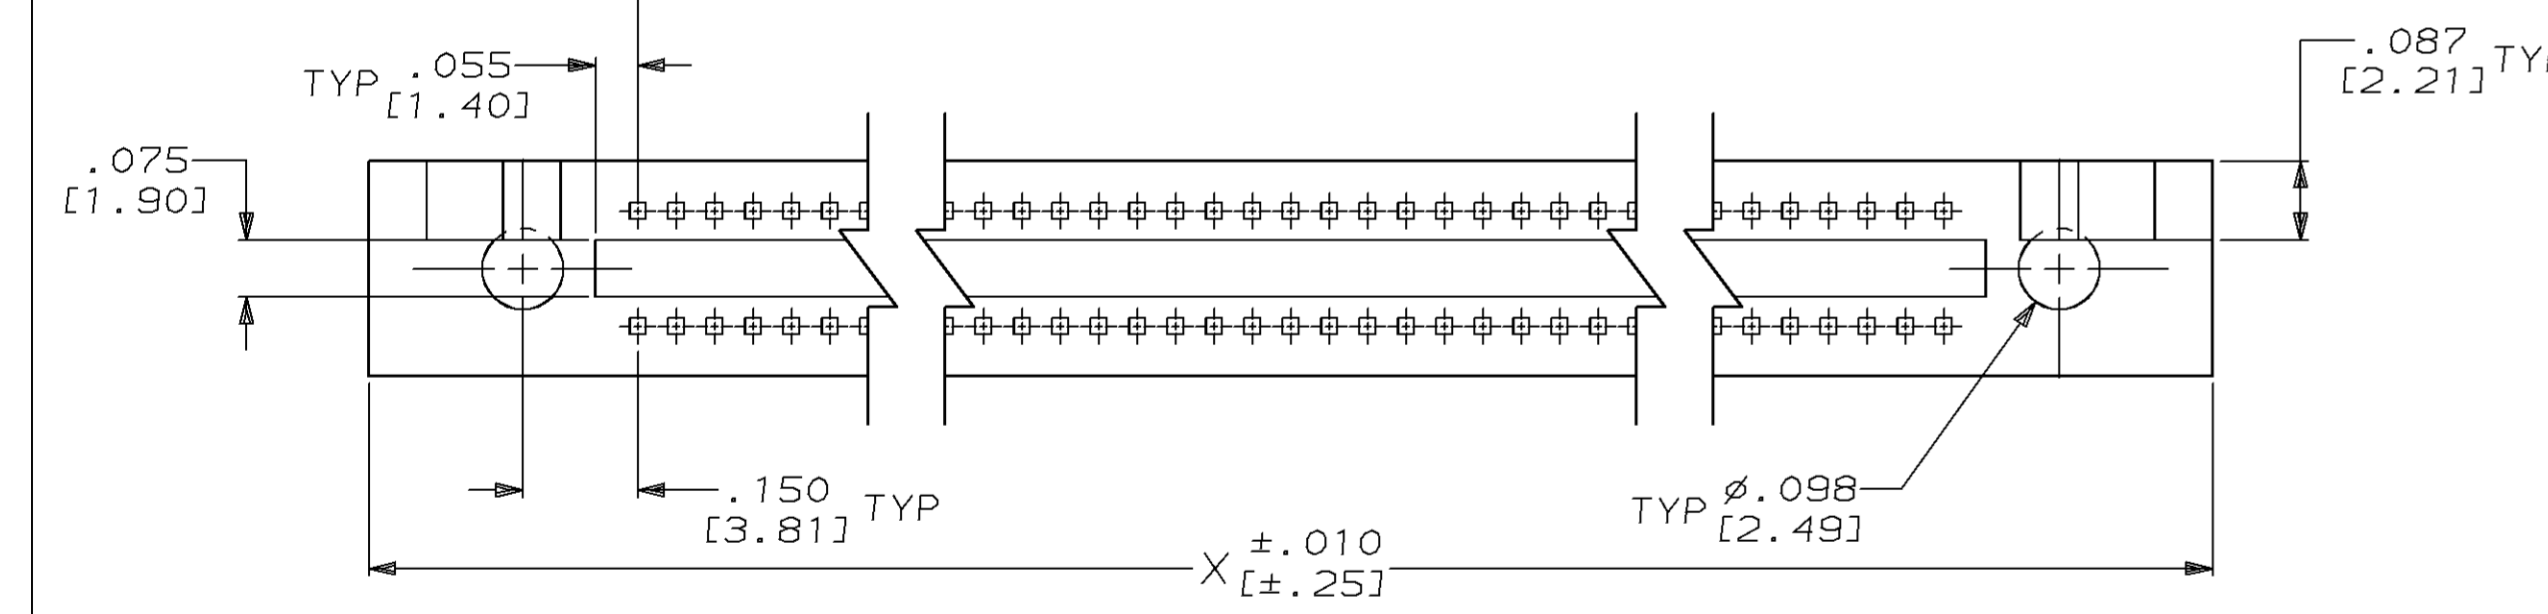 TYP .055
[1.40]
.087 TYP
[2.21]
.075
[1.90]
.150 TYP
[3.81]
TYP ⌀.098
[2.49]
X ±.010
[±.25]